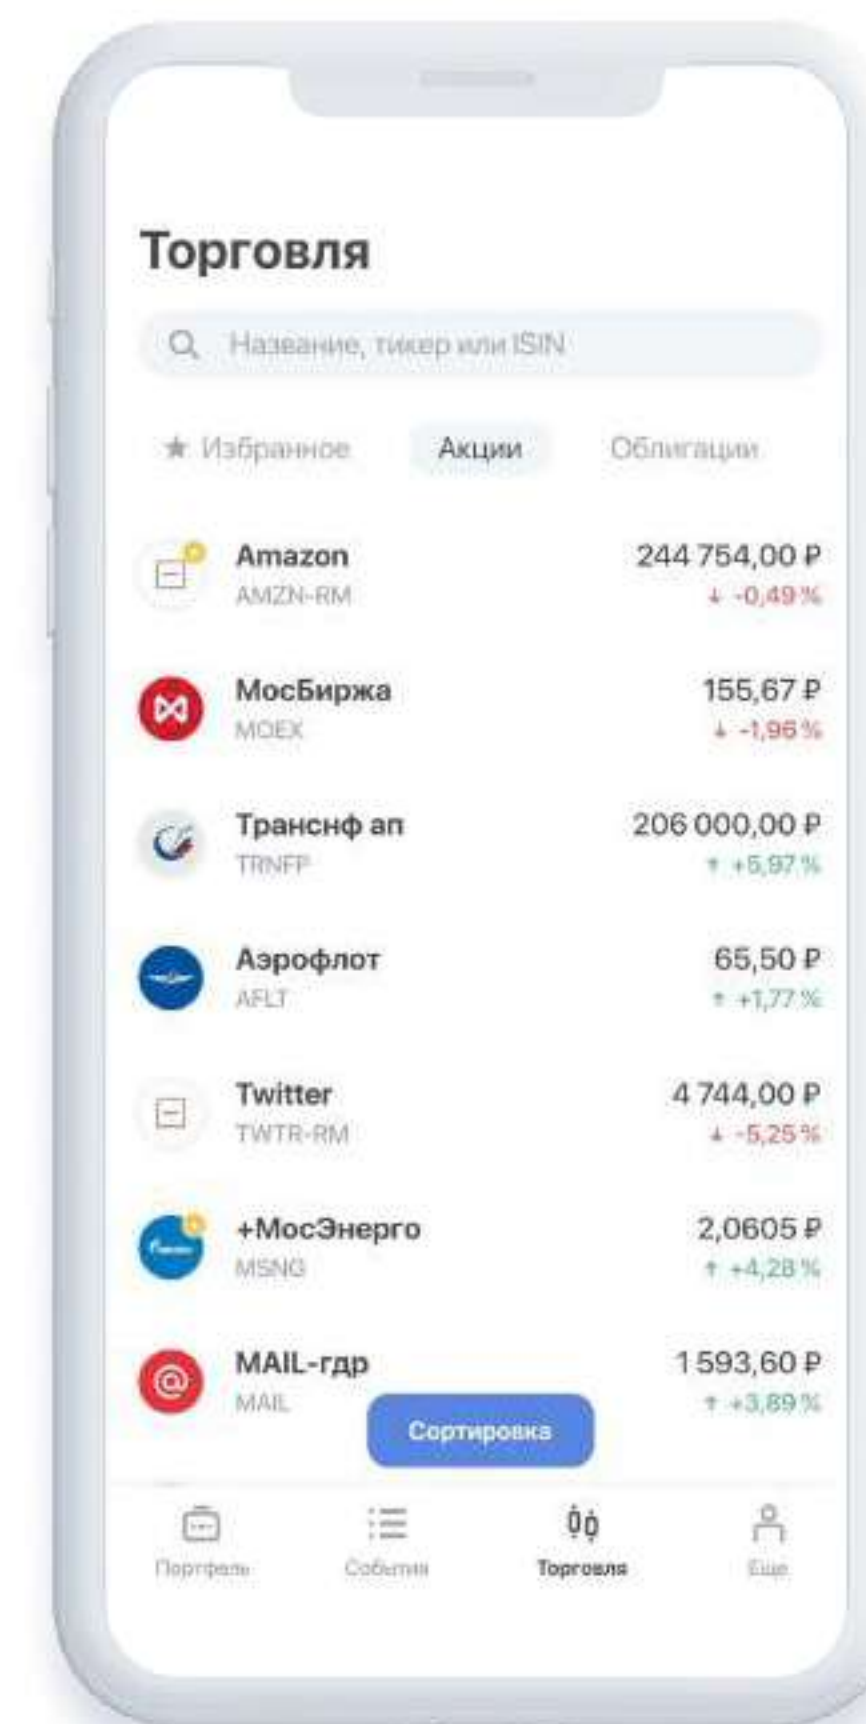 Торговля
Название, тикер или ISIN
★ Избранное Акции Облигации
Amazon 244 754,00 ₽
AMZN-RM ↓ -0,49 %
МосБиржа 155,67 ₽
MOEX ↓ -1,96 %
Транснф ап 206 000,00 ₽
TRNFP ↑ +5,97 %
Аэрофлот 65,50 ₽
AFLT ↑ +1,77 %
Twitter 4 744,00 ₽
TWTR-RM ↓ -5,25 %
+МосЭнерго 2,0605 ₽
MSNG ↑ +4,28 %
MAIL-гдр 1 593,60 ₽
MAIL ↑ +3,89 %
Сортировка
Портфель События Торговля Еще